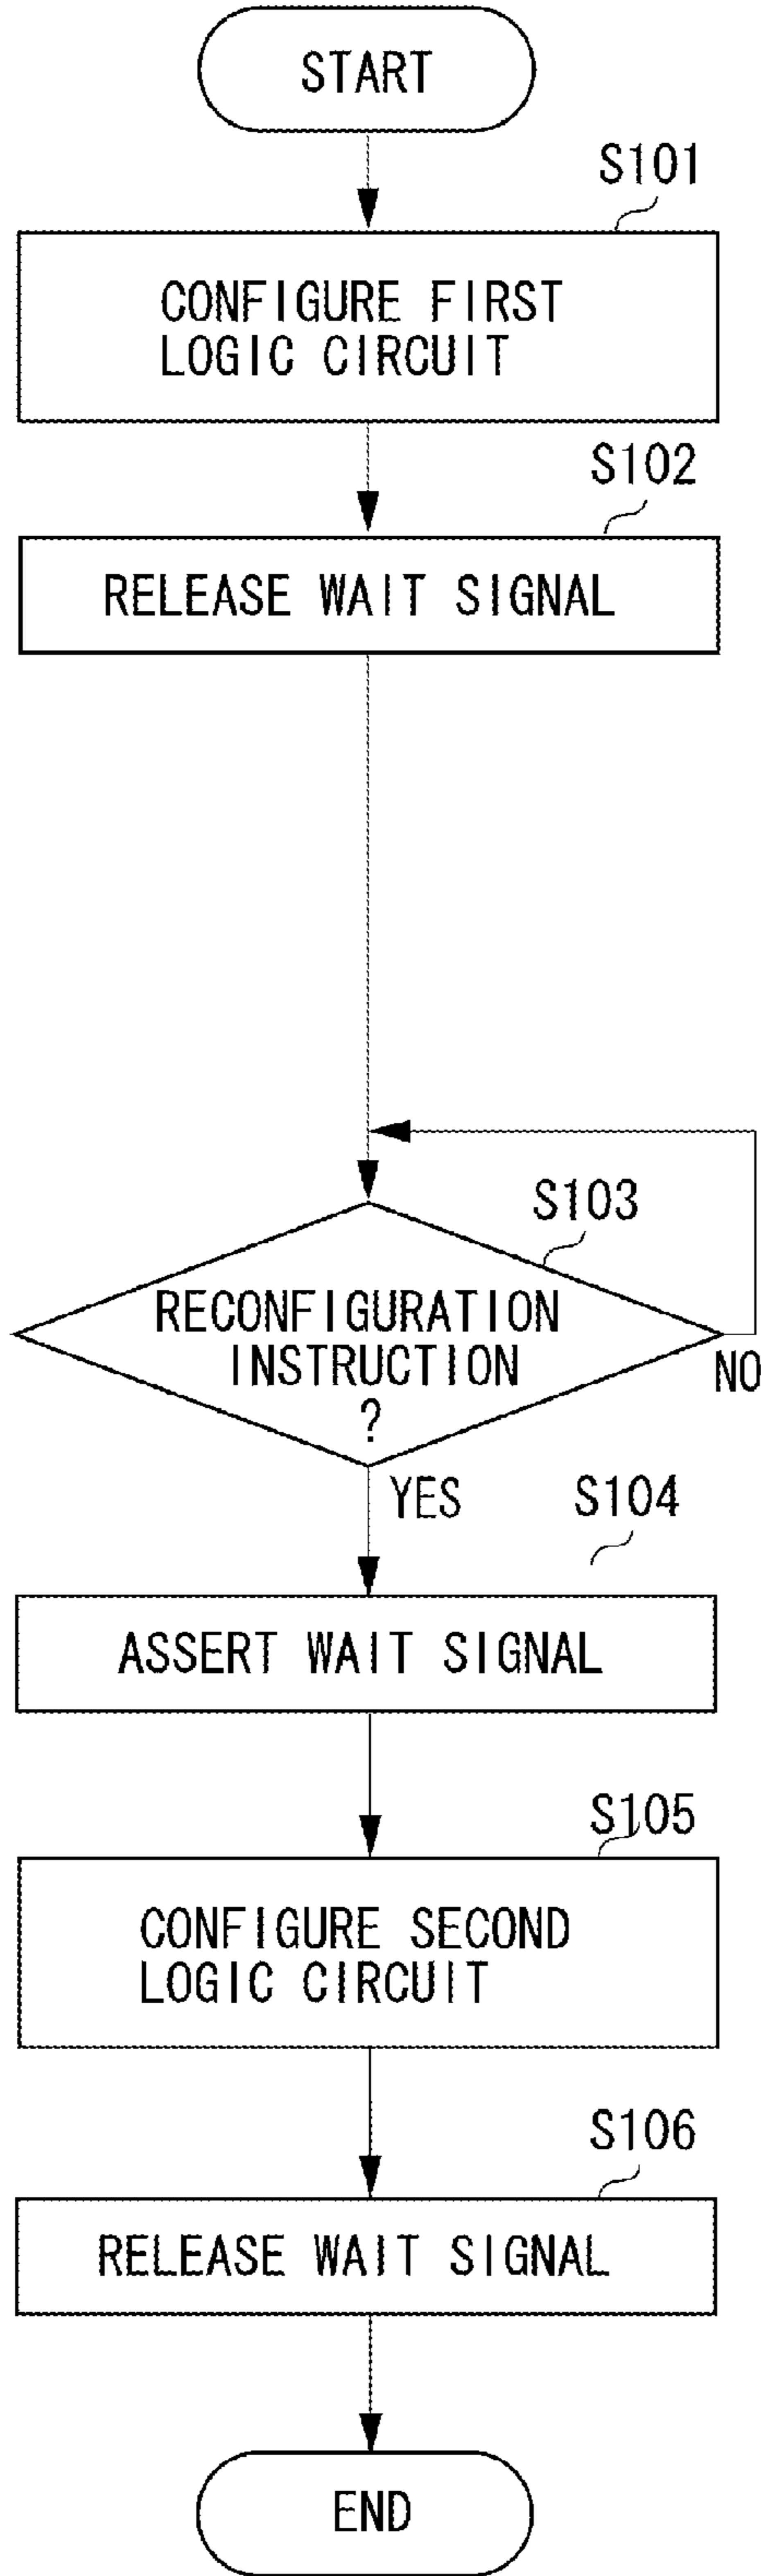 START
S101
CONFIGURE FIRST
LOGIC CIRCUIT
S102
RELEASE WAIT SIGNAL
S103
RECONFIGURATION
INSTRUCTION
?
NO
YES
S104
ASSERT WAIT SIGNAL
S105
CONFIGURE SECOND
LOGIC CIRCUIT
S106
RELEASE WAIT SIGNAL
END